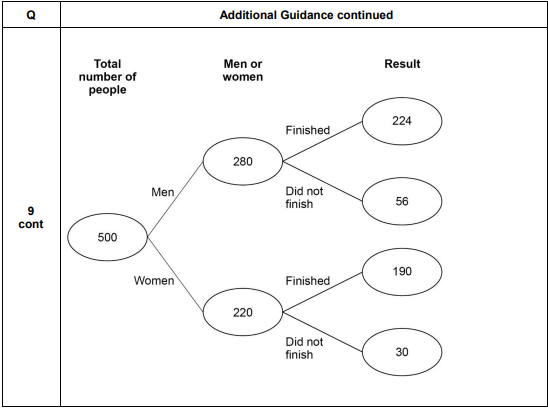 Q
Additional Guidance continued
9
cont
Total
number of
people
Men or
women
Result
500
Men
Women
280
220
Finished
Did not
finish
Finished
Did not
finish
224
56
190
30